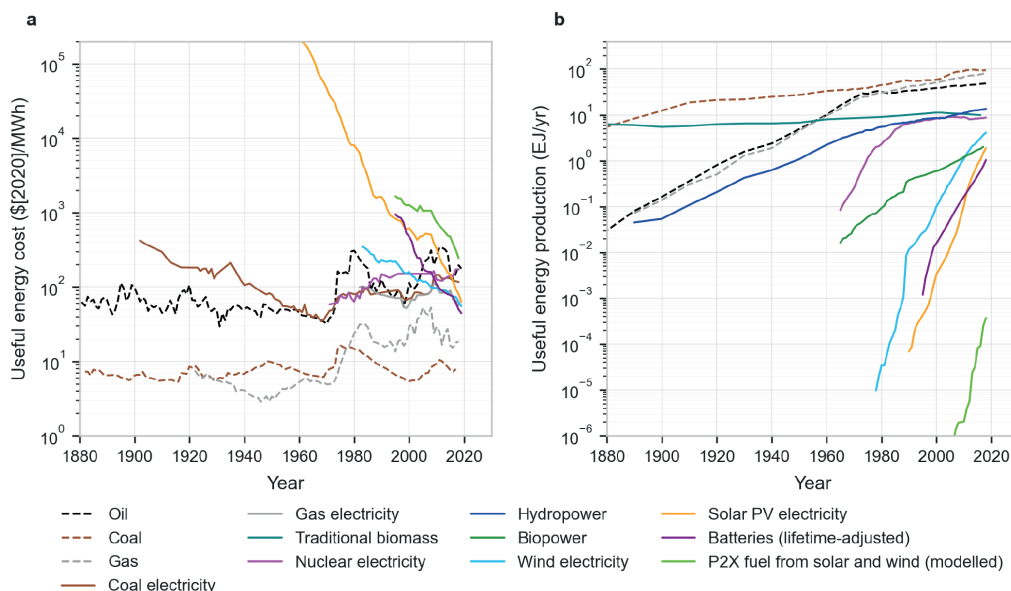 a
b
Useful energy cost ($[2020]/MWh)
10^5
10^4
10^3
10^2
10^1
10^0
1880 1900 1920 1940 1960 1980 2000 2020
Year
Useful energy production (EJ/yr)
10^2
10^1
10^0
10^−1
10^−2
10^−3
10^−4
10^−5
10^−6
1880 1900 1920 1940 1960 1980 2000 2020
Year
Oil
Coal
Gas
Coal electricity
Gas electricity
Traditional biomass
Nuclear electricity
Hydropower
Biopower
Wind electricity
Solar PV electricity
Batteries (lifetime-adjusted)
P2X fuel from solar and wind (modelled)